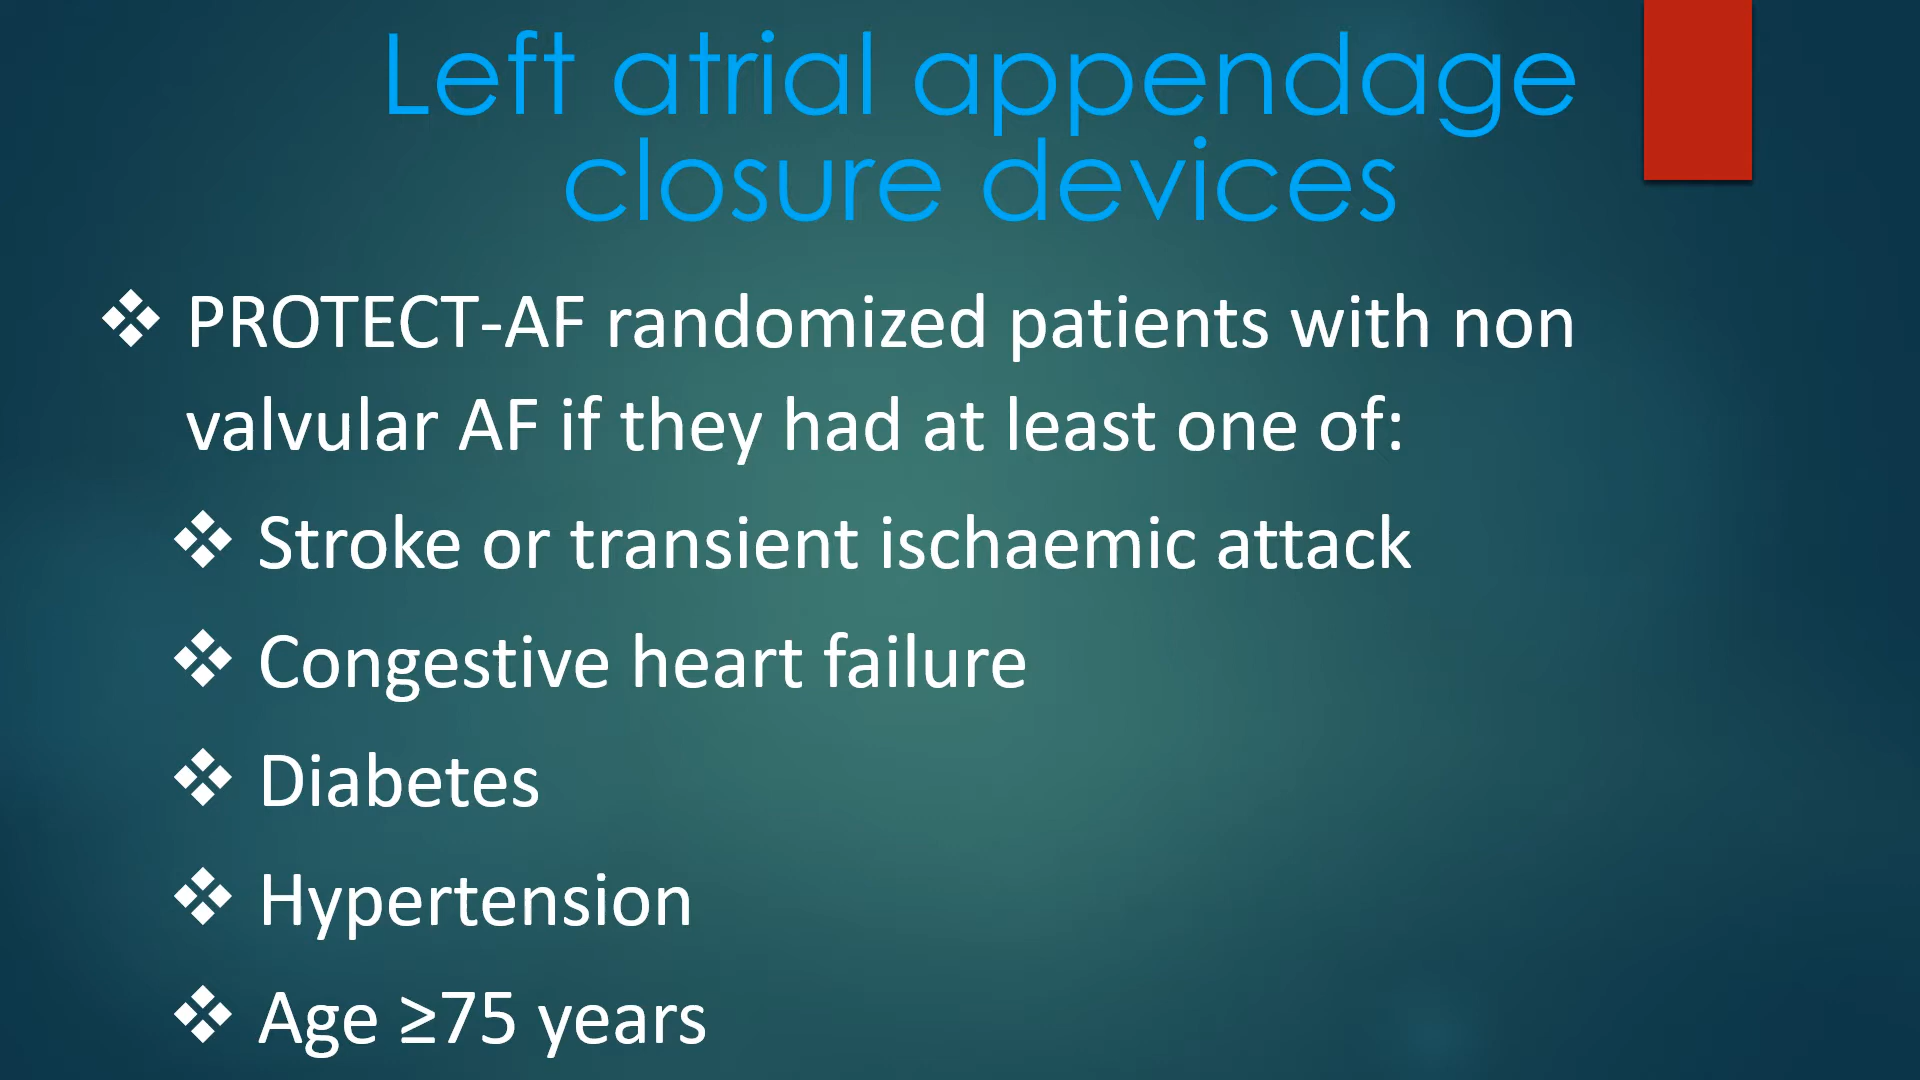 Left atrial appendage
closure devices
❖ PROTECT-AF randomized patients with non
valvular AF if they had at least one of:
❖ Stroke or transient ischaemic attack
❖ Congestive heart failure
❖ Diabetes
❖ Hypertension
❖ Age ≥75 years